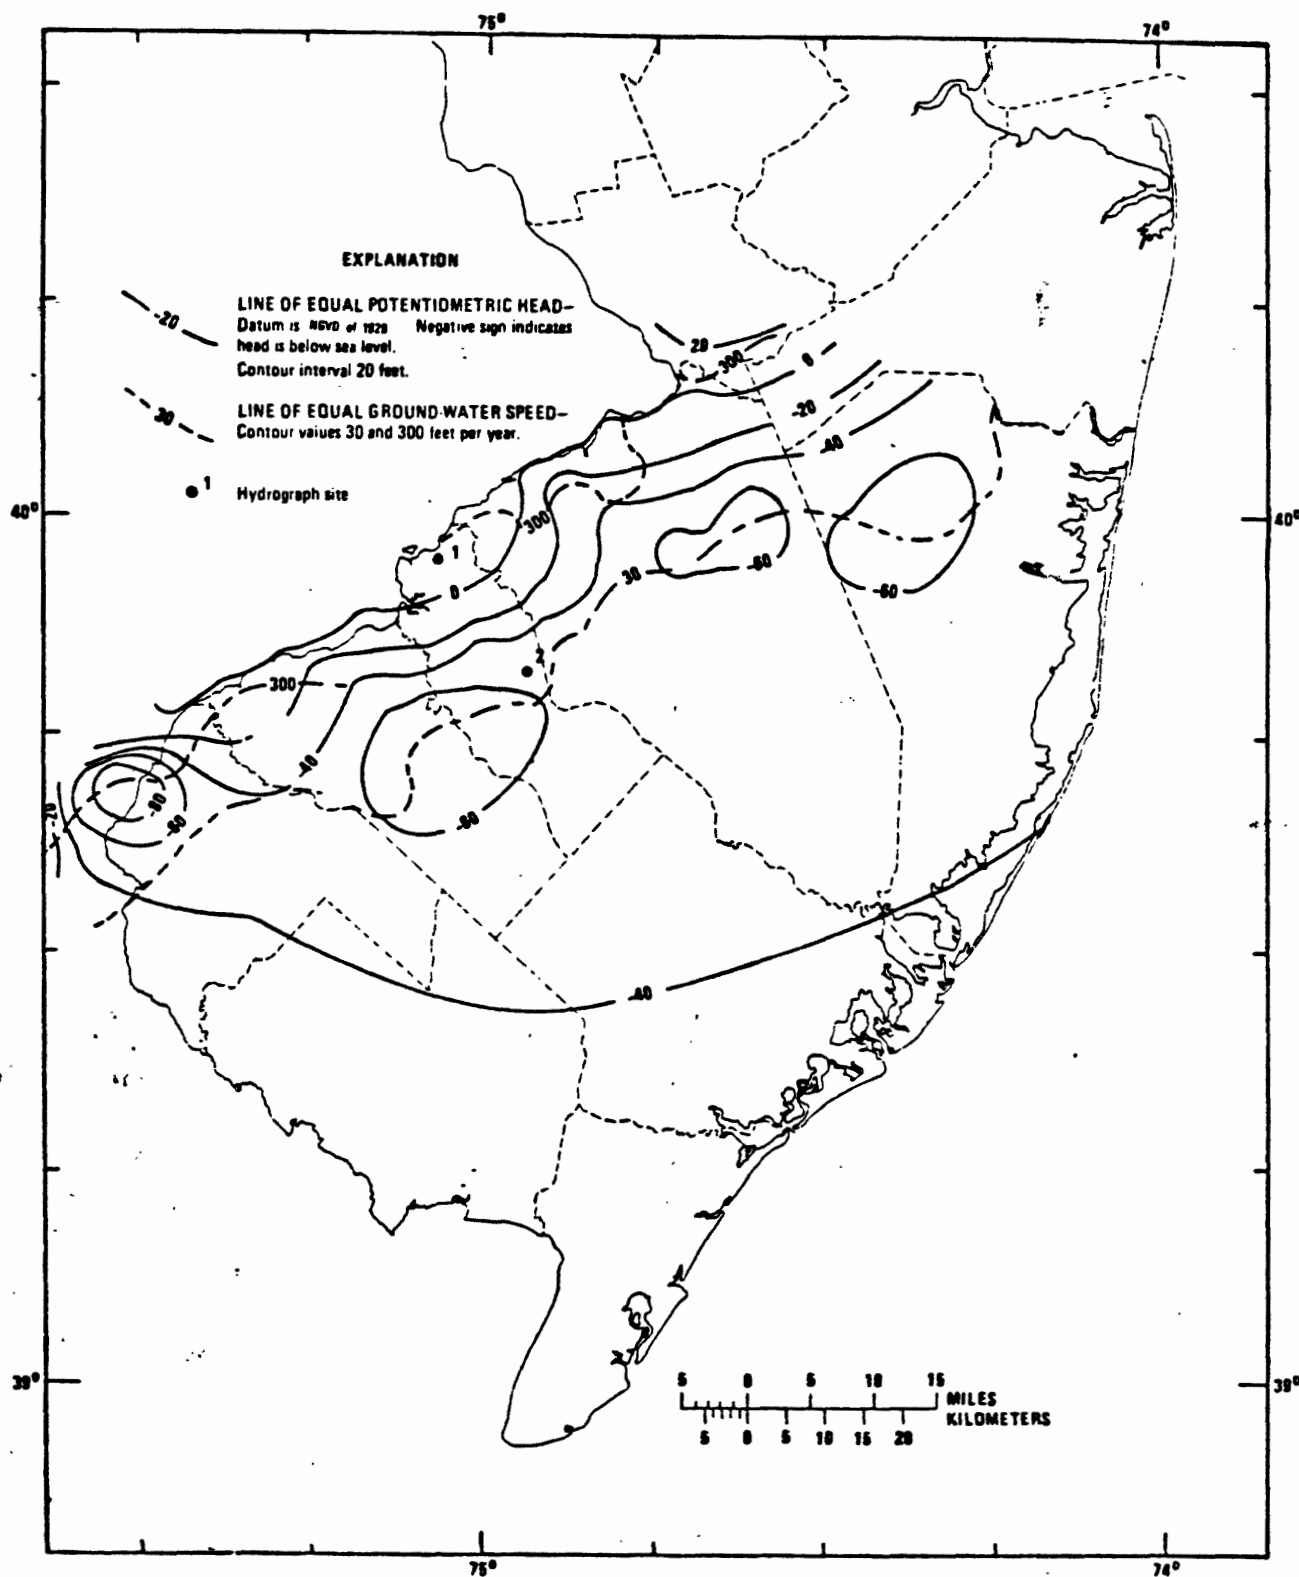 75° 74°
EXPLANATION
-20
LINE OF EQUAL POTENTIOMETRIC HEAD—
Datum is NGVD of 1929 Negative sign indicates
head is below sea level.
Contour interval 20 feet.
30
LINE OF EQUAL GROUND-WATER SPEED—
Contour values 30 and 300 feet per year.
1
Hydrograph site
20
300
0
-20
-40
40° 40°
300
1
0
30
-60
-60
2
300
-40
-80
-60
-60
-40
39° 39°
5 0 5 10 15
MILES
KILOMETERS
5 0 5 10 15 20
75° 74°